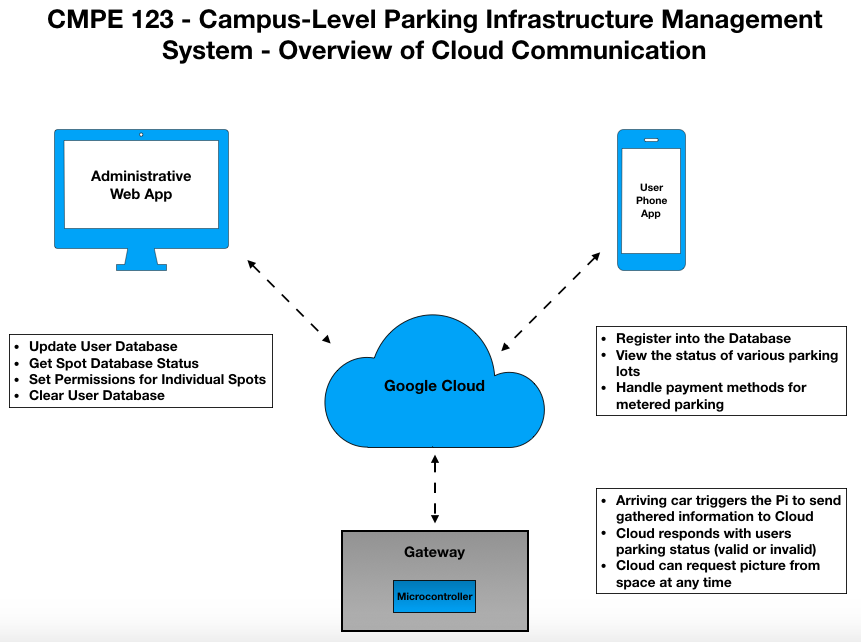 CMPE 123 - Campus-Level Parking Infrastructure Management
System - Overview of Cloud Communication
Administrative
Web App
User
Phone
App
• Update User Database
• Get Spot Database Status
• Set Permissions for Individual Spots
• Clear User Database
Google Cloud
• Register into the Database
• View the status of various parking
lots
• Handle payment methods for
metered parking
• Arriving car triggers the Pi to send
gathered information to Cloud
• Cloud responds with users
parking status (valid or invalid)
• Cloud can request picture from
space at any time
Gateway
Microcontroller